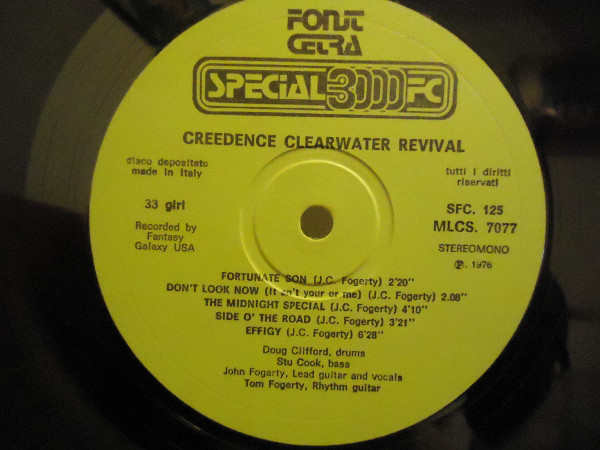 FONIT
CETRA
SPECIAL 3000 FC
CREEDENCE CLEARWATER REVIVAL
disco depositato
made in Italy
tutti i diritti
riservati
33 giri
Recorded by
Fantasy
Galaxy USA
SFC. 125
MLCS. 7077
STEREOMONO
℗. 1976
FORTUNATE SON (J.C. Fogerty) 2'20"
DON'T LOOK NOW (It an't your or me) (J.C. Fogerty) 2.08"
THE MIDNIGHT SPECIAL (J.C. Fogerty) 4'10"
SIDE O' THE ROAD (J.C. Fogerty) 3'21"
EFFIGY (J.C. Fogerty) 6'28"
Doug Clifford, drums
Stu Cook, bass
John Fogarty, Lead guitar and vocals
Tom Fogerty, Rhythm guitar